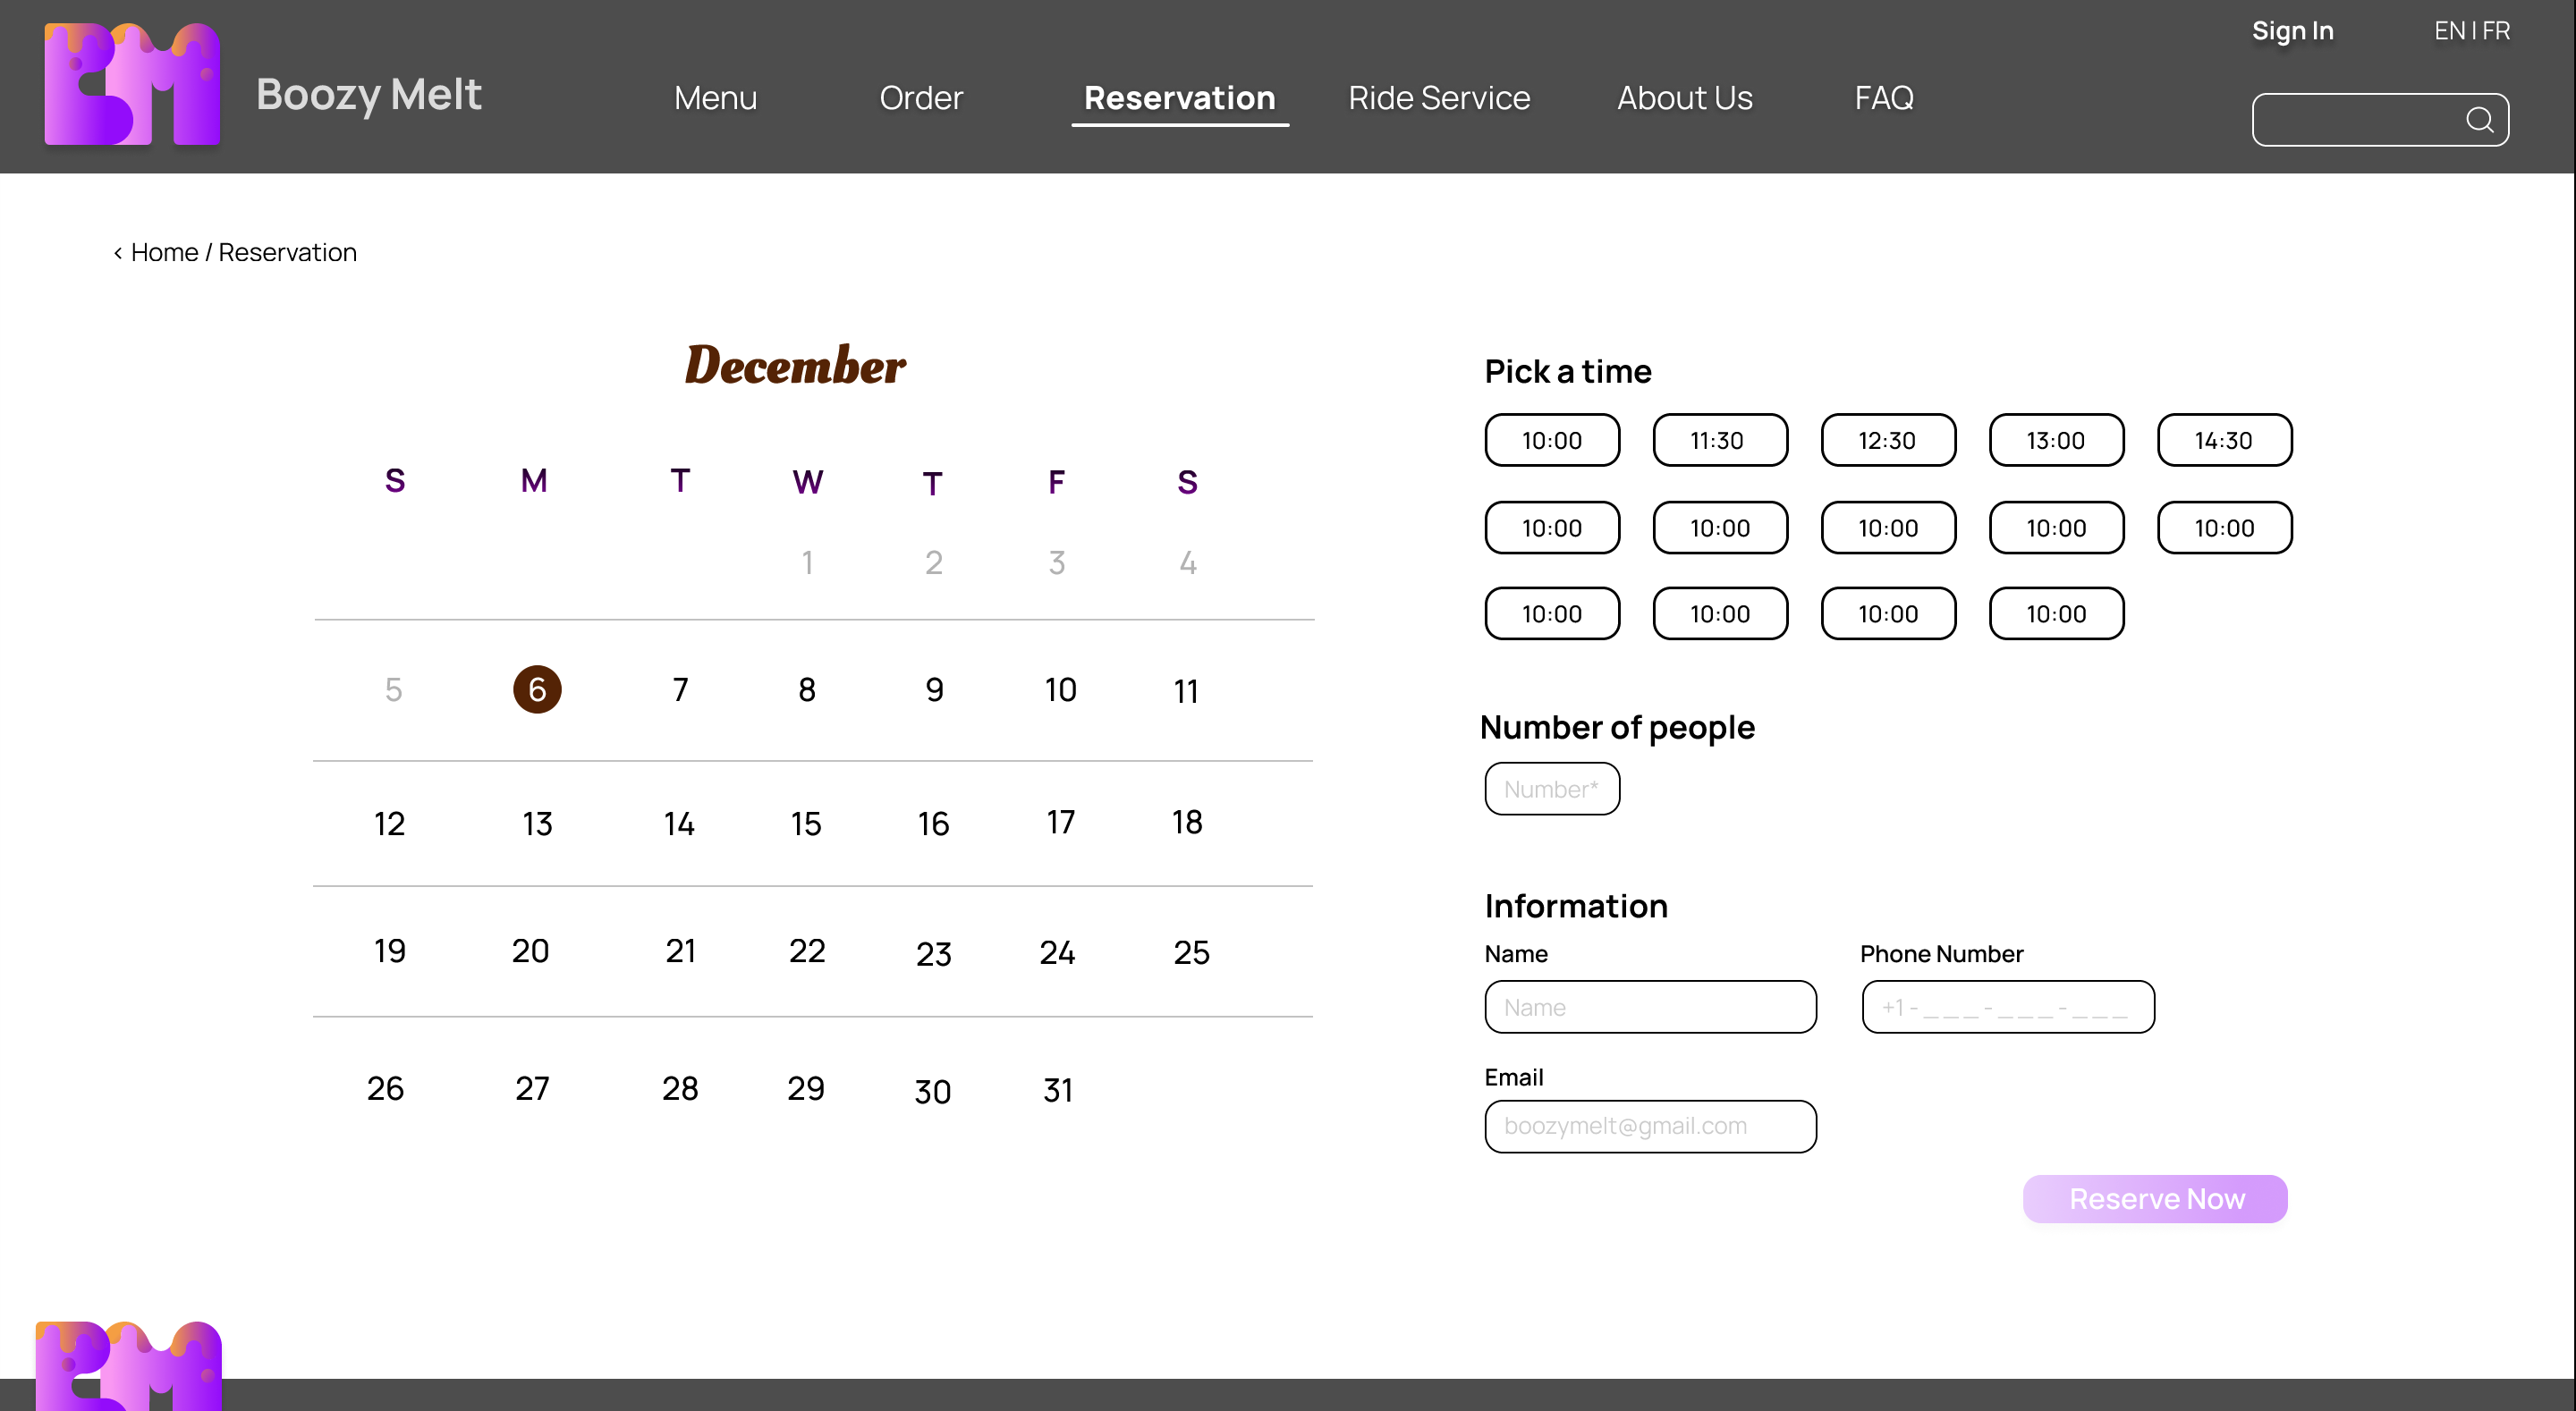 BM
Boozy Melt
Menu Order Reservation Ride Service About Us FAQ
Sign In
EN | FR
< Home / Reservation
December
S M T W T F S
1 2 3 4
5 6 7 8 9 10 11
12 13 14 15 16 17 18
19 20 21 22 23 24 25
26 27 28 29 30 31
Pick a time
10:00 11:30 12:30 13:00 14:30
10:00 10:00 10:00 10:00 10:00
10:00 10:00 10:00 10:00
Number of people
Number*
Information
Name Phone Number
Name +1 - _ _ _ - _ _ _ - _ _ _
Email
boozymelt@gmail.com
Reserve Now
BM